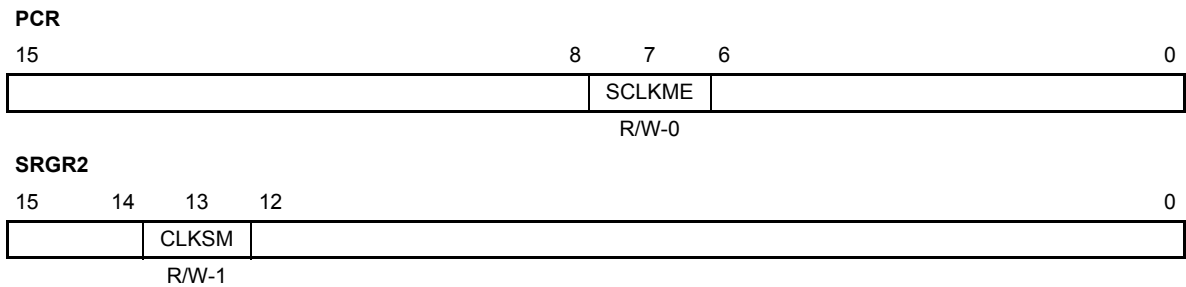 PCR
15 8 7 6 0
SCLKME
R/W-0
SRGR2
15 14 13 12 0
CLKSM
R/W-1